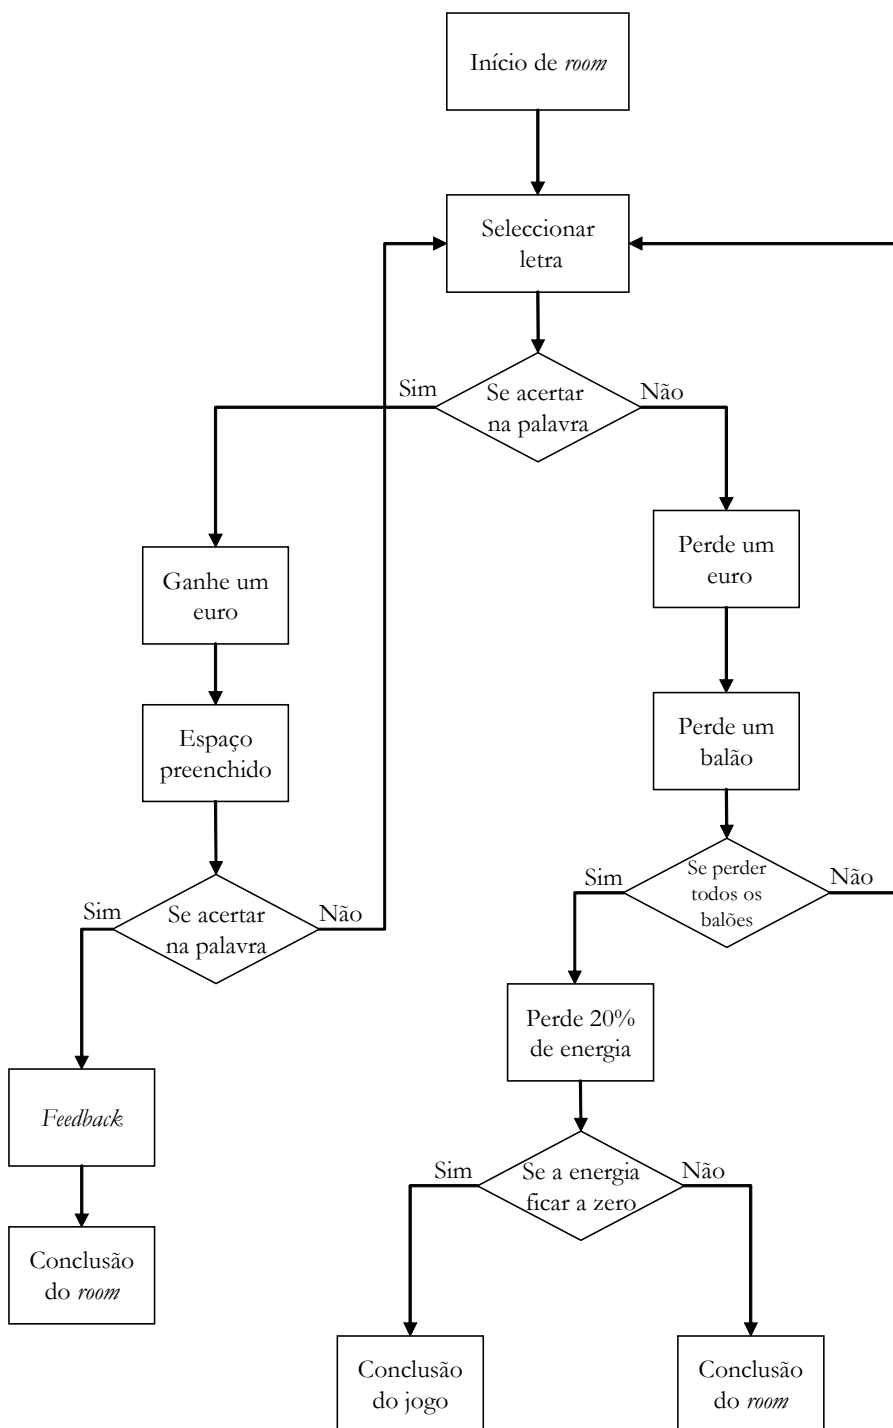 Início de room
Seleccionar
letra
Sim
Se acertar
na palavra
Não
Ganhe um
euro
Perde um
euro
Espaço
preenchido
Perde um
balão
Sim
Se acertar
na palavra
Não
Sim
Se perder
todos os
balões
Não
Perde 20%
de energia
Feedback
Sim
Se a energia
ficar a zero
Não
Conclusão
do room
Conclusão
do jogo
Conclusão
do room